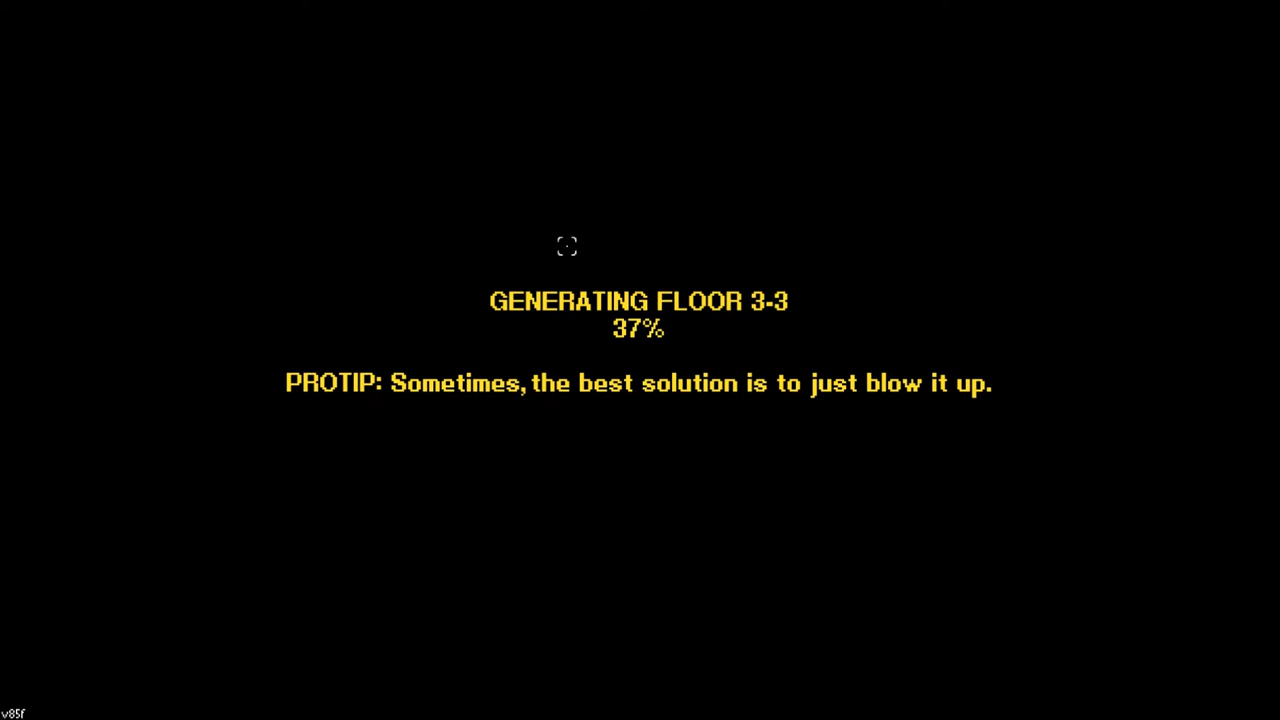 GENERATING FLOOR 3-3
37%
PROTIP: Sometimes, the best solution is to just blow it up.
v85f